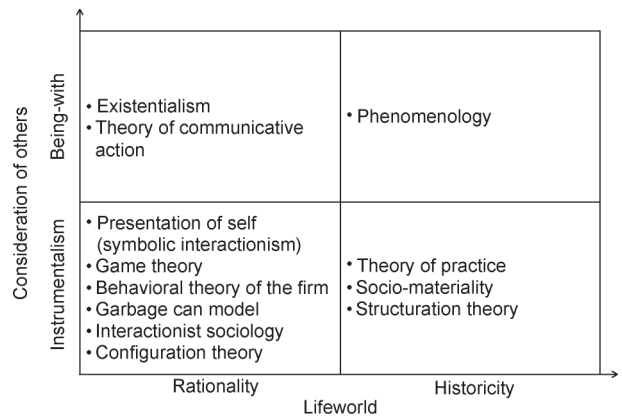 Consideration of others
Being-with
• Existentialism
• Theory of communicative
action
• Phenomenology
Instrumentalism
• Presentation of self
(symbolic interactionism)
• Game theory
• Behavioral theory of the firm
• Garbage can model
• Interactionist sociology
• Configuration theory
• Theory of practice
• Socio-materiality
• Structuration theory
Rationality
Historicity
Lifeworld